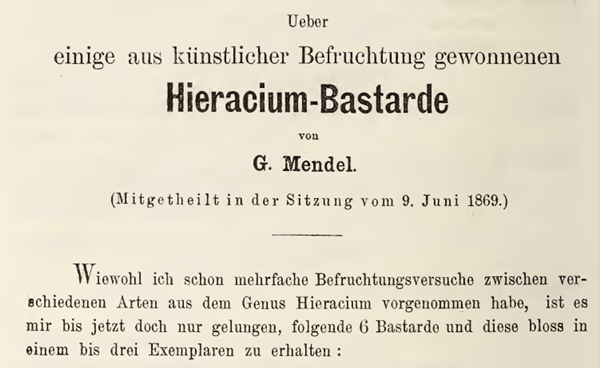 Ueber
einige aus künstlicher Befruchtung gewonnenen
Hieracium-Bastarde
von
G. Mendel.
(Mitgetheilt in der Sitzung vom 9. Juni 1869.)
Wiewohl ich schon mehrfache Befruchtungsversuche zwischen ver-
schiedenen Arten aus dem Genus Hieracium vorgenommen habe, ist es
mir bis jetzt doch nur gelungen, folgende 6 Bastarde und diese bloss in
einem bis drei Exemplaren zu erhalten :